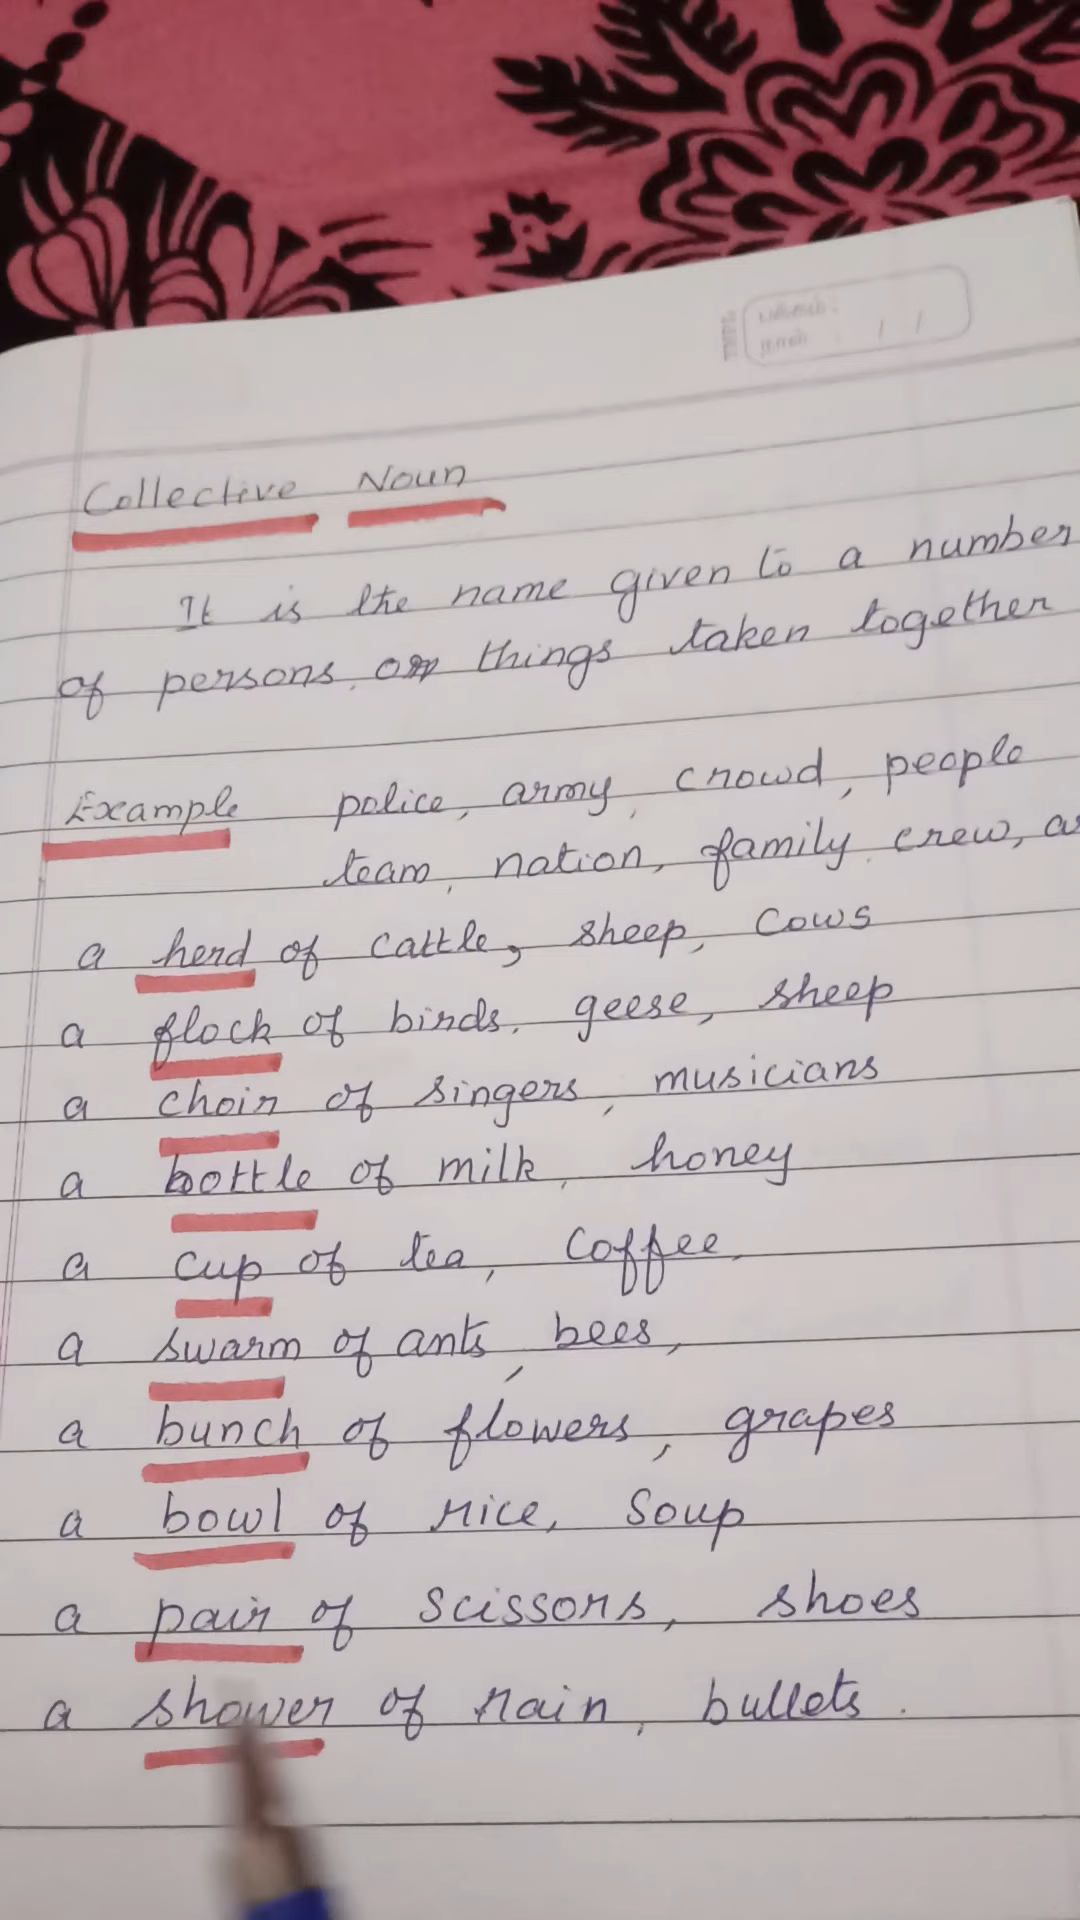 பக்கம்:
நாள் : / /
Collective Noun
It is the name given to a number
of persons or things taken together
Example police, army, crowd, people
team, nation, family, crew,
a herd of cattle, sheep, cows
a flock of birds, geese, sheep
a choir of singers, musicians
a bottle of milk, honey
a cup of tea, coffee,
a swarm of ants, bees,
a bunch of flowers, grapes
a bowl of rice, soup
a pair of scissors, shoes
a shower of rain, bullets.